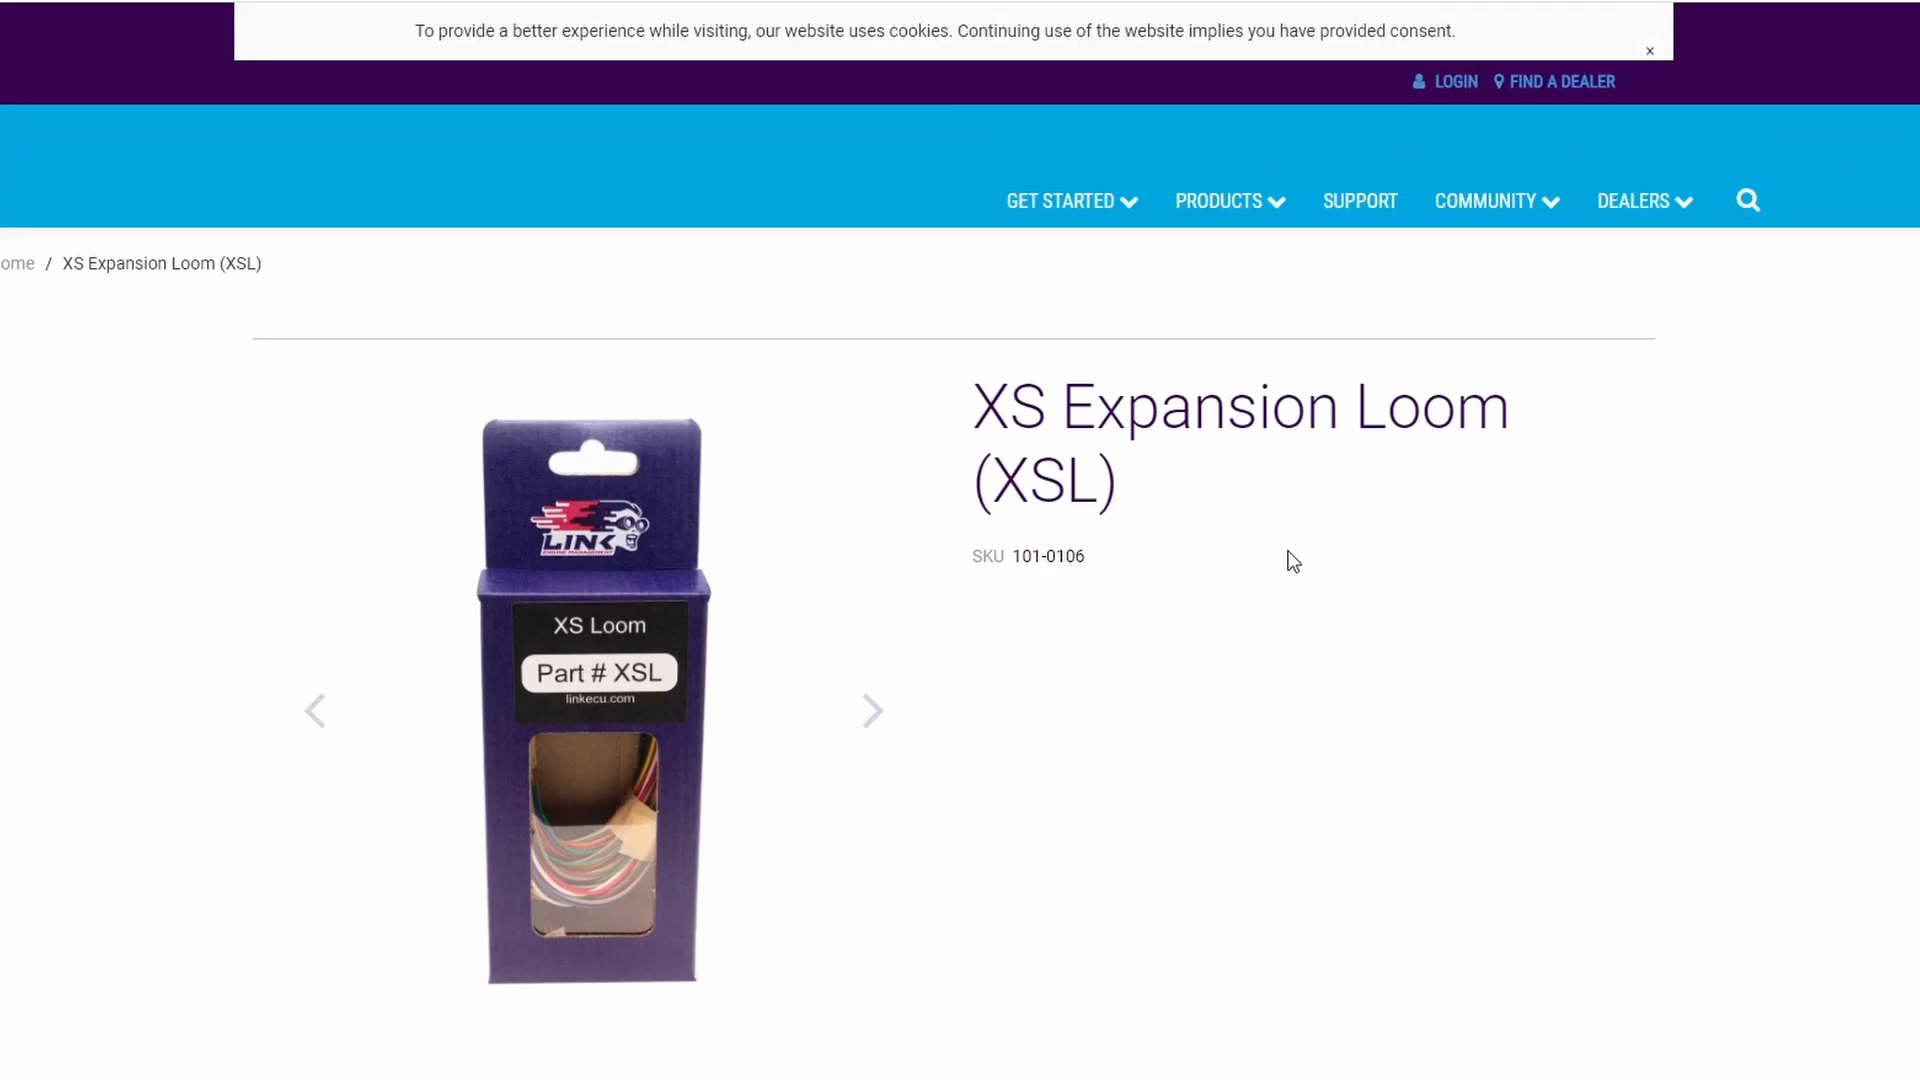 To provide a better experience while visiting, our website uses cookies. Continuing use of the website implies you have provided consent.
×
LOGIN FIND A DEALER
GET STARTED PRODUCTS SUPPORT COMMUNITY DEALERS
ome / XS Expansion Loom (XSL)
XS Expansion Loom
(XSL)
SKU 101-0106
LINK
ENGINE MANAGEMENT
XS Loom
Part # XSL
linkecu.com